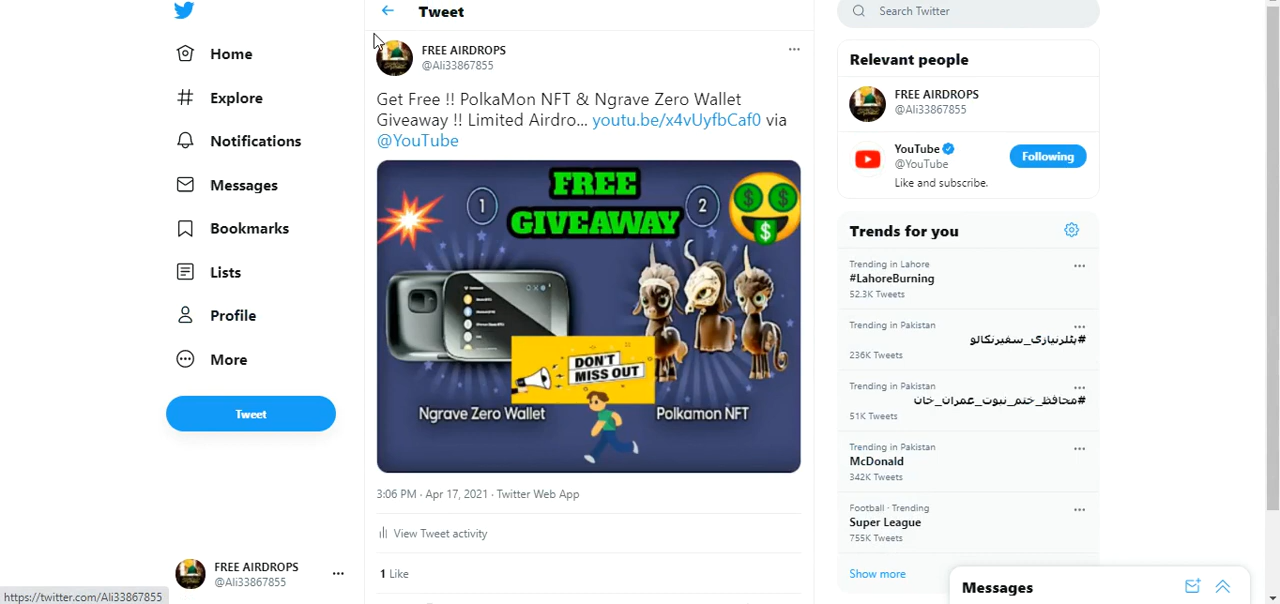 Home
Explore
Notifications
Messages
Bookmarks
Lists
Profile
More
Tweet
FREE AIRDROPS
@Ali33867855
https://twitter.com/Ali33867855
Tweet
FREE AIRDROPS
@Ali33867855
Get Free !! PolkaMon NFT & Ngrave Zero Wallet
Giveaway !! Limited Airdro... youtu.be/x4vUyfbCaf0 via
@YouTube
FREE
1
2
GIVEAWAY
DON'T
MISS OUT
Ngrave Zero Wallet
Polkamon NFT
3:06 PM · Apr 17, 2021 · Twitter Web App
View Tweet activity
1 Like
Search Twitter
Relevant people
FREE AIRDROPS
@Ali33867855
YouTube
@YouTube
Following
Like and subscribe.
Trends for you
Trending in Lahore
#LahoreBurning
52.3K Tweets
Trending in Pakistan
#ہٹلرنیازی_سفیرنکالو
236K Tweets
Trending in Pakistan
#محافظ_ختم_نبوت_عمران_خان
51K Tweets
Trending in Pakistan
McDonald
342K Tweets
Football · Trending
Super League
755K Tweets
Show more
Messages